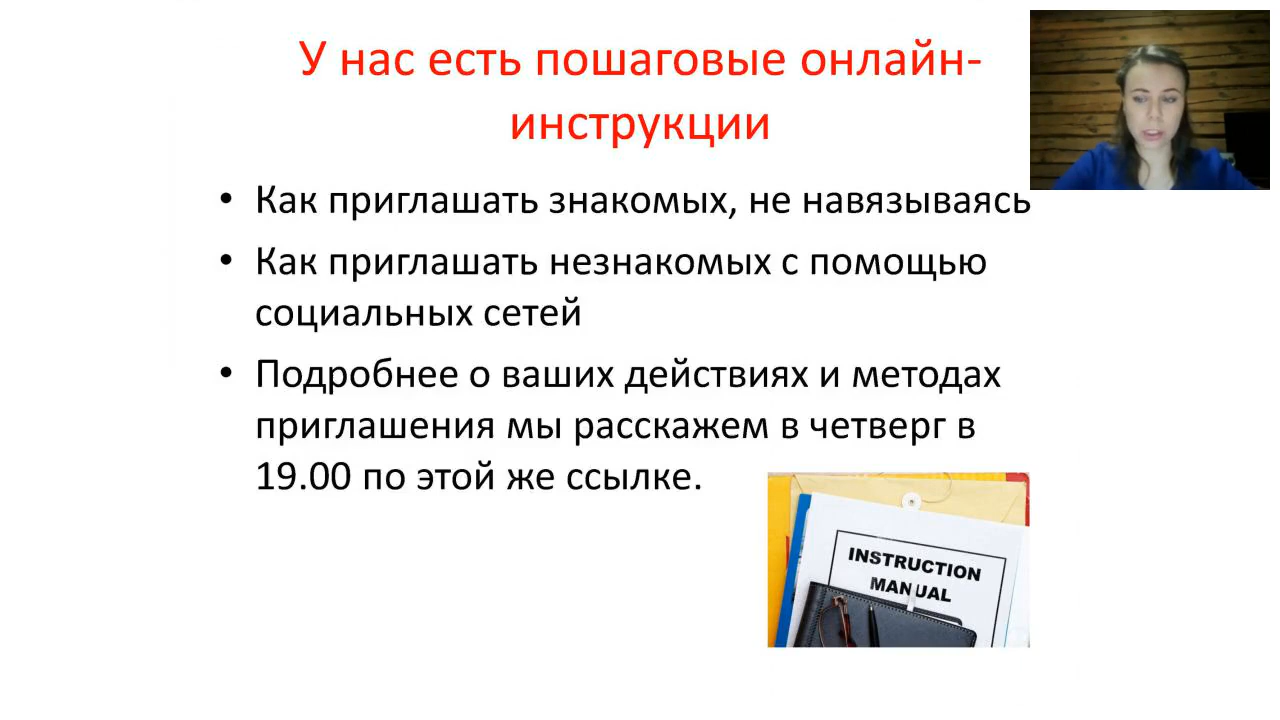 У нас есть пошаговые онлайн-
инструкции
• Как приглашать знакомых, не навязываясь
• Как приглашать незнакомых с помощью
социальных сетей
• Подробнее о ваших действиях и методах
приглашения мы расскажем в четверг в
19.00 по этой же ссылке.
INSTRUCTION
MANUAL